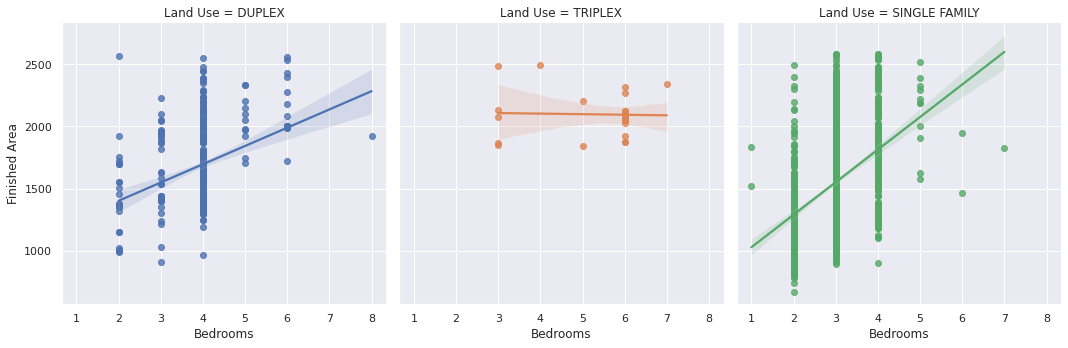 Land Use = DUPLEX
Land Use = TRIPLEX
Land Use = SINGLE FAMILY
Finished Area
2500
2000
1500
1000
1 2 3 4 5 6 7 8
1 2 3 4 5 6 7 8
1 2 3 4 5 6 7 8
Bedrooms
Bedrooms
Bedrooms